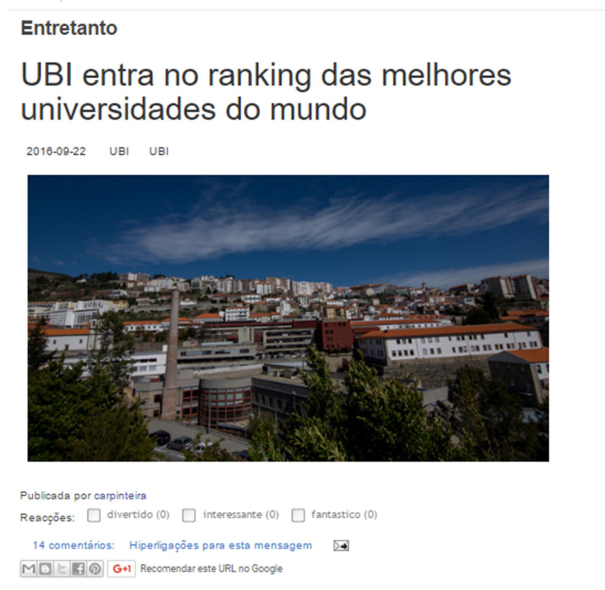 Entretanto
UBI entra no ranking das melhores
universidades do mundo
2016-09-22 UBI UBI
Publicada por carpinteira
Reacções: divertido (0) interessante (0) fantastico (0)
14 comentários: Hiperligações para esta mensagem
G+1 Recomendar este URL no Google